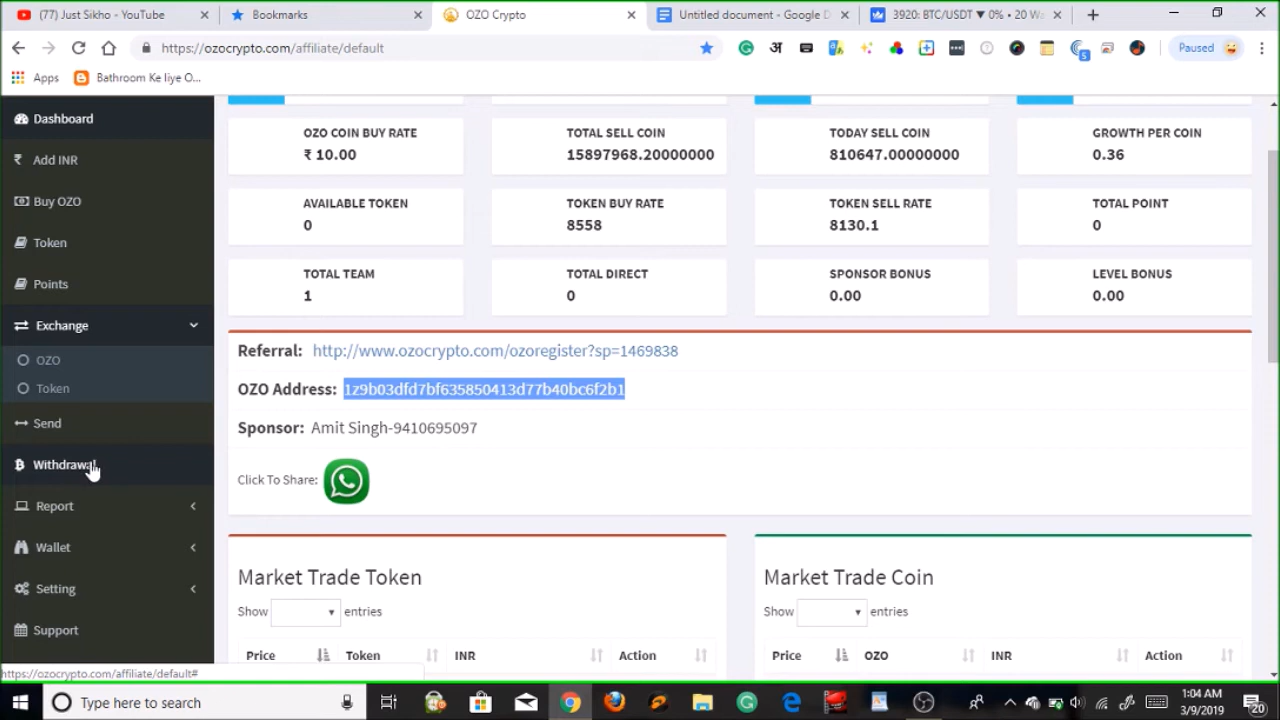 (77) Just Sikho - YouTube
Bookmarks
OZO Crypto
Untitled document - Google D
3920: BTC/USDT ▼ 0% • 20 Wa
https://ozocrypto.com/affiliate/default
अ
5
Paused
Apps
Bathroom Ke liye O...
Dashboard
₹ Add INR
Buy OZO
Token
Points
Exchange
OZO
Token
Send
Withdrawal
Report
Wallet
Setting
Support
OZO COIN BUY RATE
₹ 10.00
TOTAL SELL COIN
15897968.20000000
TODAY SELL COIN
810647.00000000
GROWTH PER COIN
0.36
AVAILABLE TOKEN
0
TOKEN BUY RATE
8558
TOKEN SELL RATE
8130.1
TOTAL POINT
0
TOTAL TEAM
1
TOTAL DIRECT
0
SPONSOR BONUS
0.00
LEVEL BONUS
0.00
Referral: http://www.ozocrypto.com/ozoregister?sp=1469838
OZO Address: 1z9b03dfd7bf635850413d77b40bc6f2b1
Sponsor: Amit Singh-9410695097
Click To Share:
Market Trade Token
Show entries
Price Token INR Action
Market Trade Coin
Show entries
Price OZO INR Action
https://ozocrypto.com/affiliate/default#
Type here to search
1:04 AM
3/9/2019
20